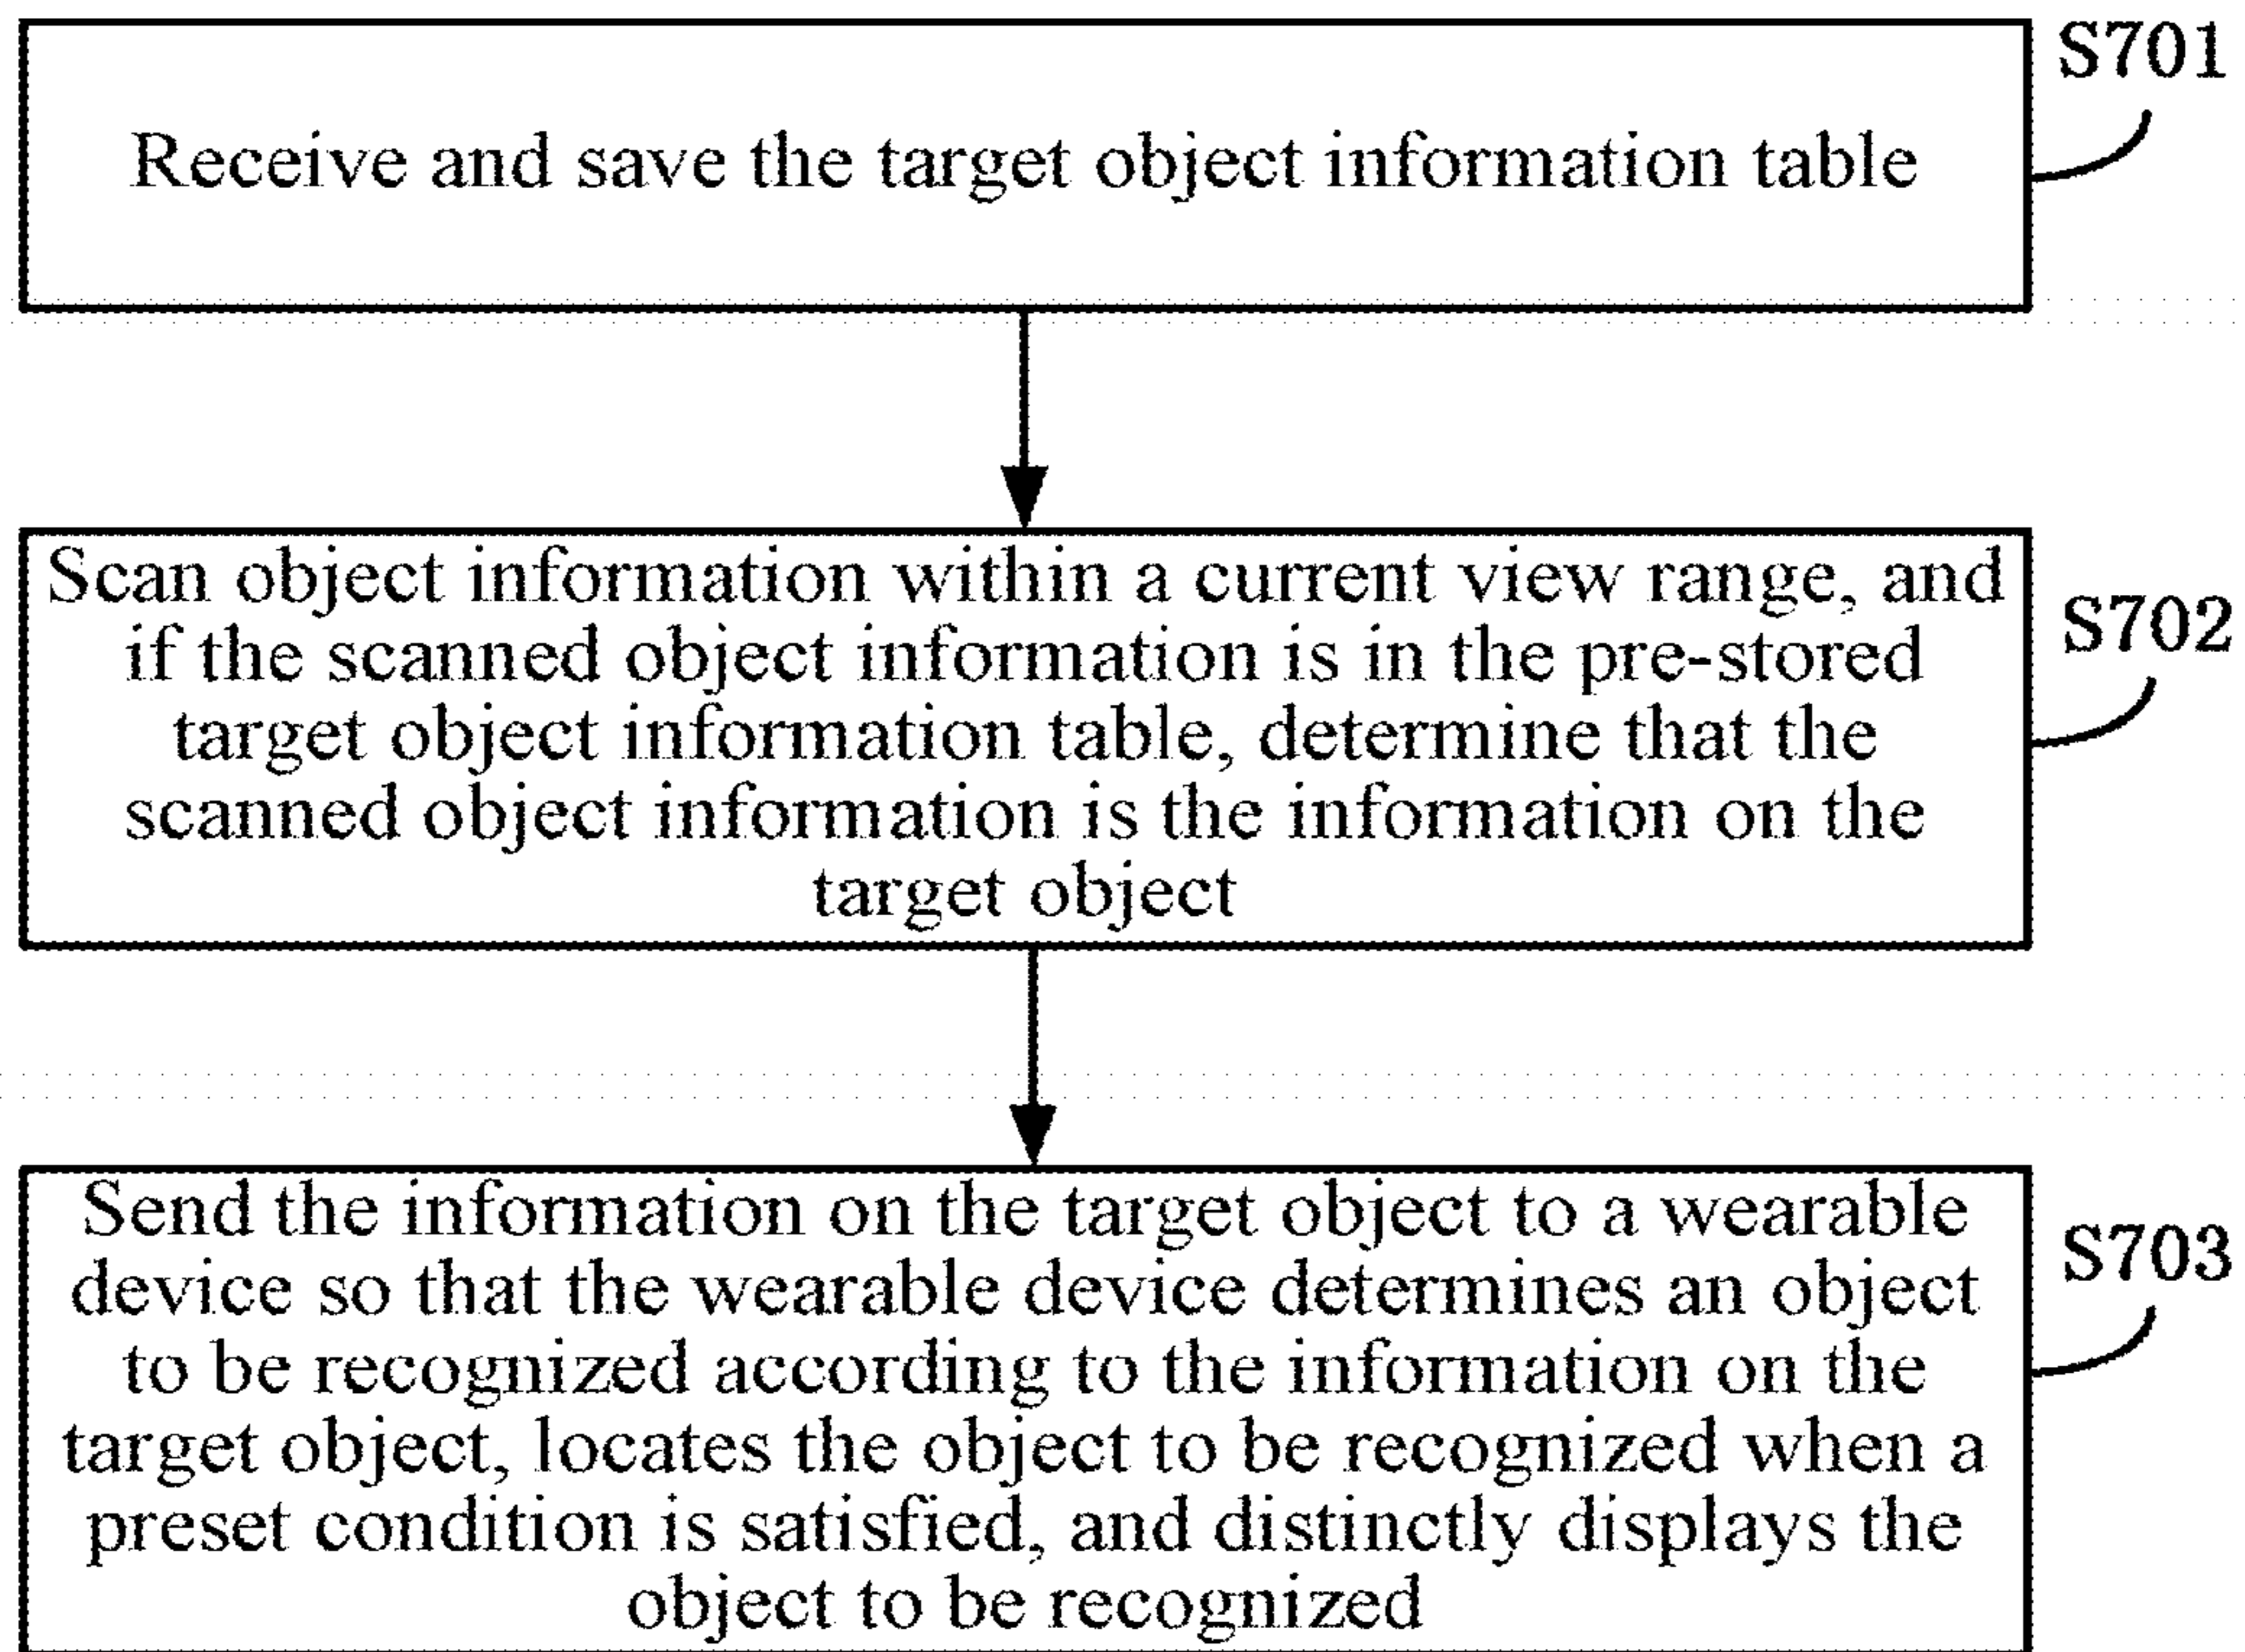 S701
Receive and save the target object information table
Scan object information within a current view range, and
if the scanned object information is in the pre-stored
target object information table, determine that the
scanned object information is the information on the
target object
S702
Send the information on the target object to a wearable
device so that the wearable device determines an object
to be recognized according to the information on the
target object, locates the object to be recognized when a
preset condition is satisfied, and distinctly displays the
object to be recognized
S703